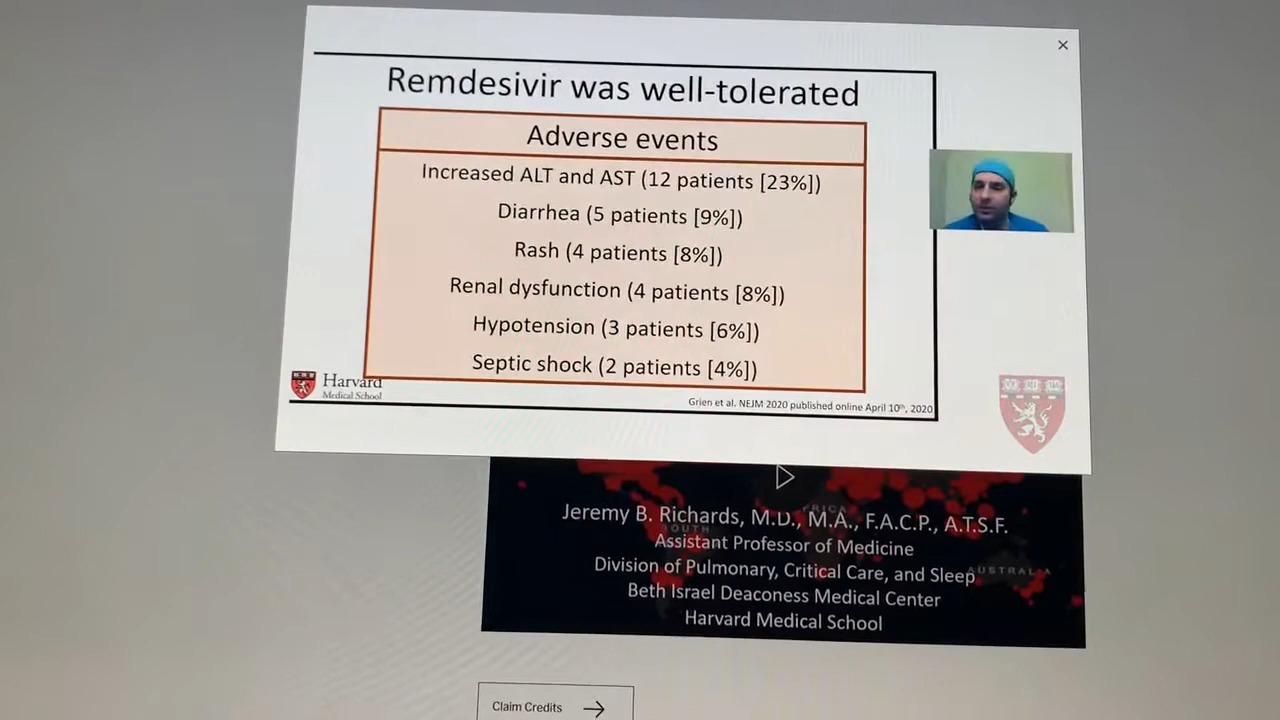 Remdesivir was well-tolerated
Adverse events
Increased ALT and AST (12 patients [23%])
Diarrhea (5 patients [9%])
Rash (4 patients [8%])
Renal dysfunction (4 patients [8%])
Hypotension (3 patients [6%])
Septic shock (2 patients [4%])
Harvard
Medical School
Grien et al. NEJM 2020 published online April 10th, 2020
Jeremy B. Richards, M.D., M.A., F.A.C.P., A.T.S.F.
SOUTH
Assistant Professor of Medicine
Division of Pulmonary, Critical Care, and Sleep
AUSTRALIA
Beth Israel Deaconess Medical Center
Harvard Medical School
Claim Credits